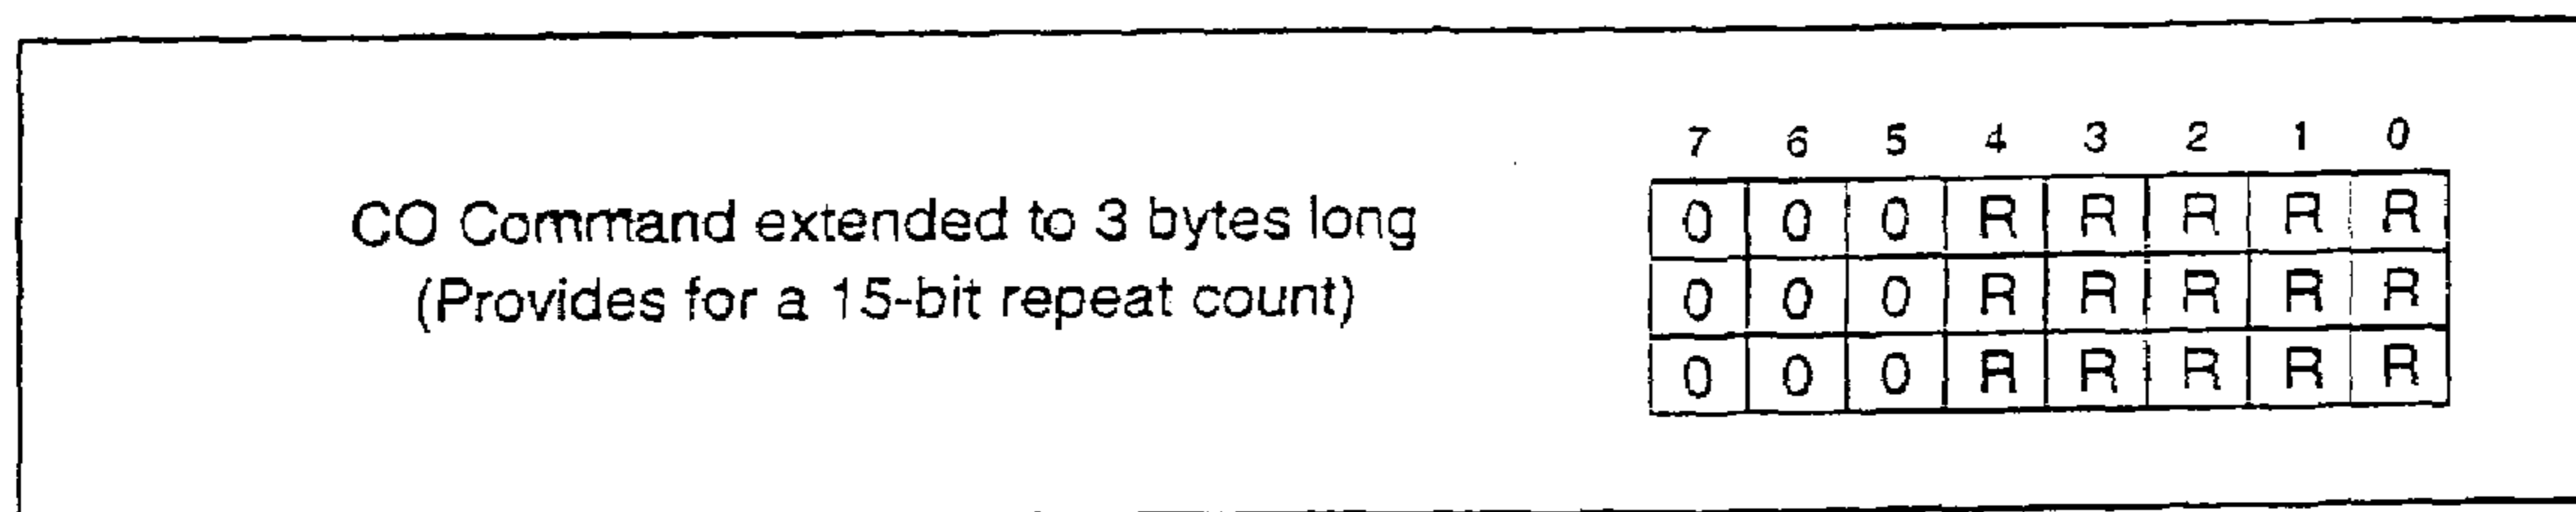 7 6 5 4 3 2 1 0
CO Command extended to 3 bytes long
(Provides for a 15-bit repeat count)
0 0 0 R R R R R
0 0 0 R R R R R
0 0 0 R R R R R